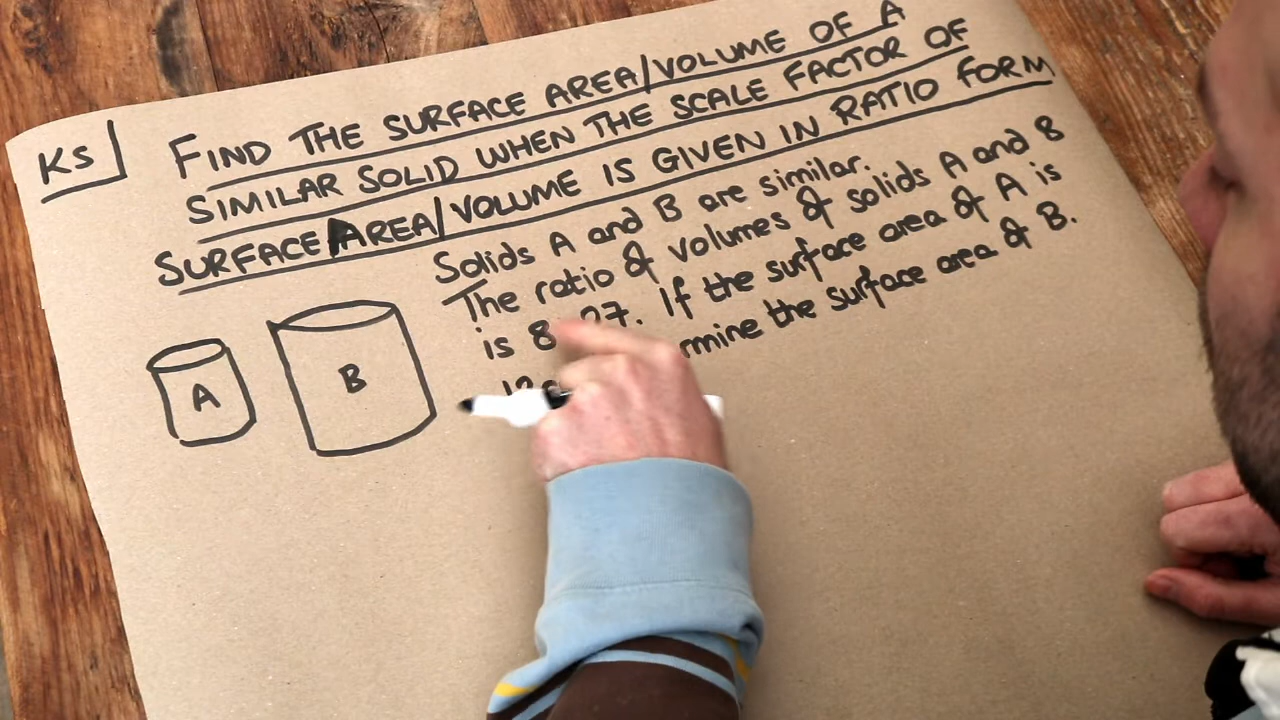 KS
FIND THE SURFACE AREA/VOLUME OF A
SIMILAR SOLID WHEN THE SCALE FACTOR OF
SURFACE AREA/VOLUME IS GIVEN IN RATIO FORM
Solids A and B are similar.
The ratio of volumes of solids A and B
is 8 27. If the surface area of A is
12 rmine the surface area of B.
A
B